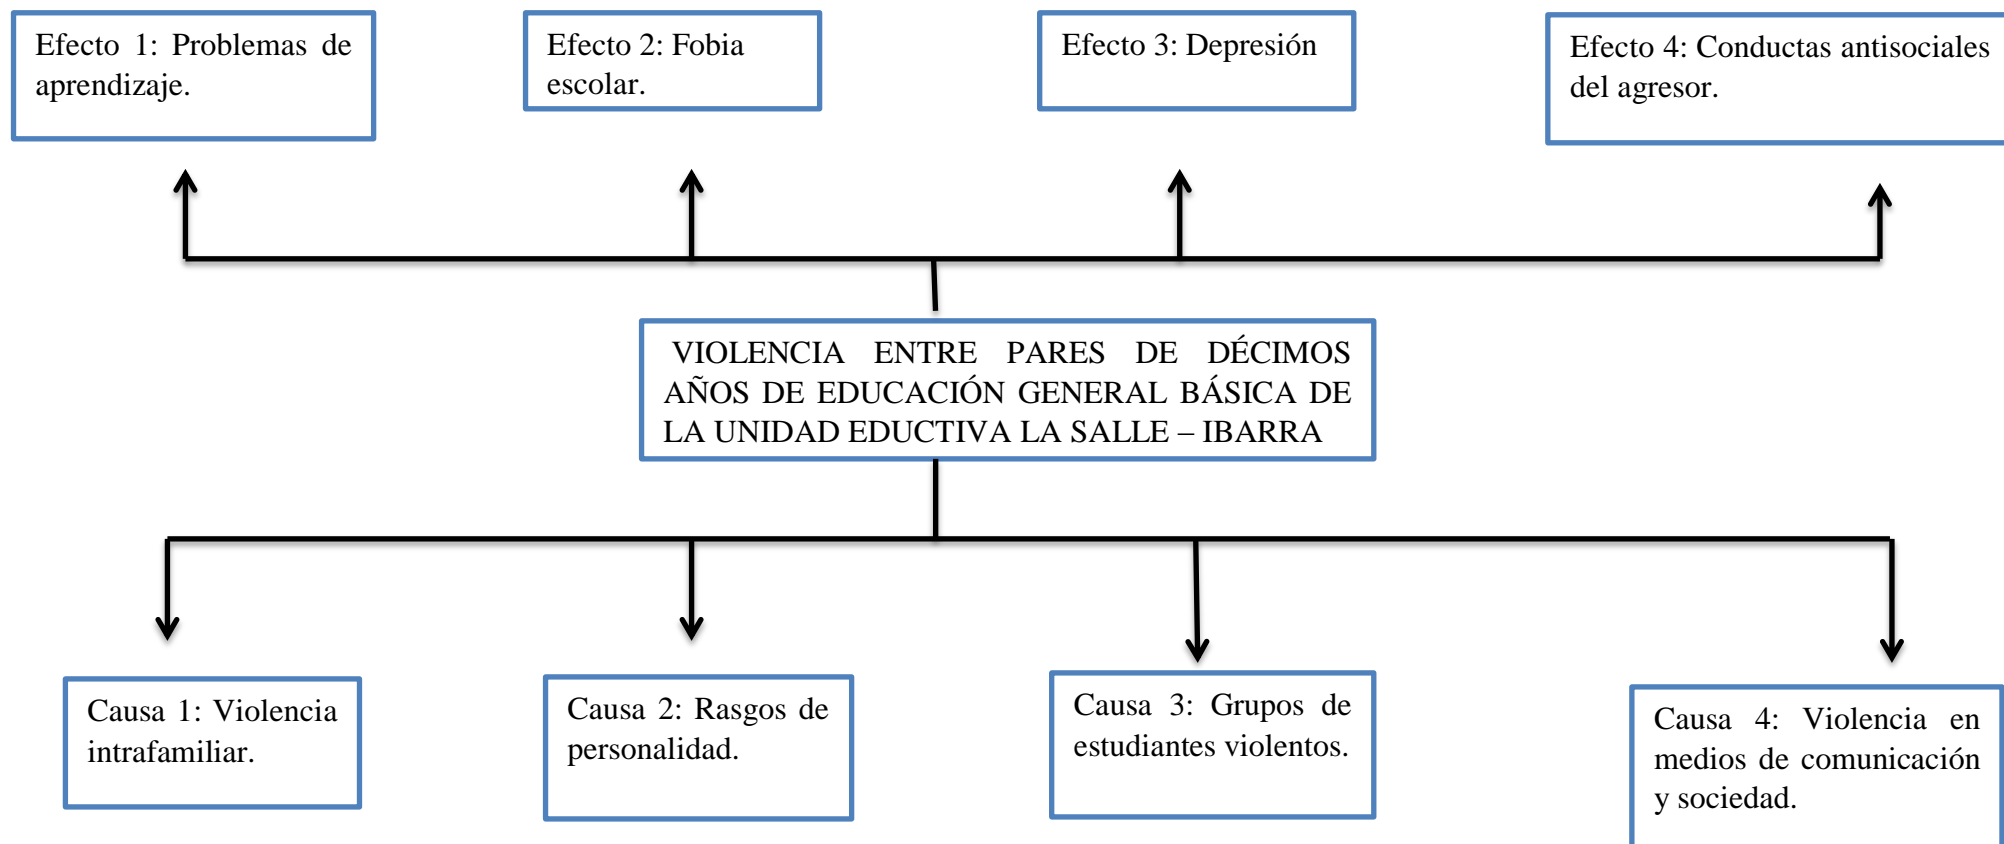 Efecto 1: Problemas de
aprendizaje.
Efecto 2: Fobia
escolar.
Efecto 3: Depresión
Efecto 4: Conductas antisociales
del agresor.
VIOLENCIA ENTRE PARES DE DÉCIMOS
AÑOS DE EDUCACIÓN GENERAL BÁSICA DE
LA UNIDAD EDUCTIVA LA SALLE – IBARRA
Causa 1: Violencia
intrafamiliar.
Causa 2: Rasgos de
personalidad.
Causa 3: Grupos de
estudiantes violentos.
Causa 4: Violencia en
medios de comunicación
y sociedad.